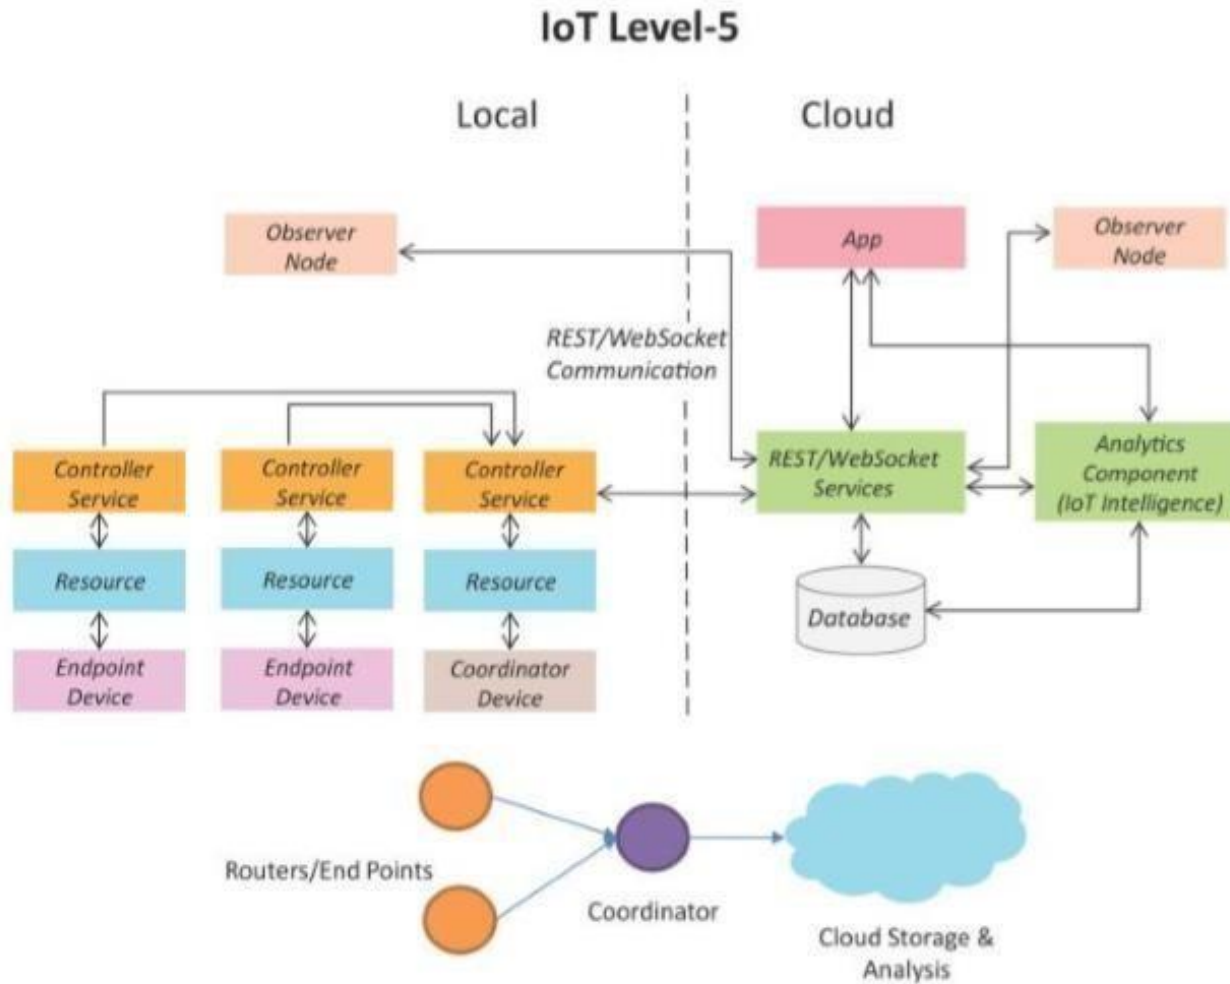 IoT Level-5
Local
Cloud
Observer
Node
App
Observer
Node
REST/WebSocket
Communication
Controller
Service
Controller
Service
Controller
Service
REST/WebSocket
Services
Analytics
Component
(IoT Intelligence)
Resource
Resource
Resource
Database
Endpoint
Device
Endpoint
Device
Coordinator
Device
Routers/End Points
Coordinator
Cloud Storage &
Analysis